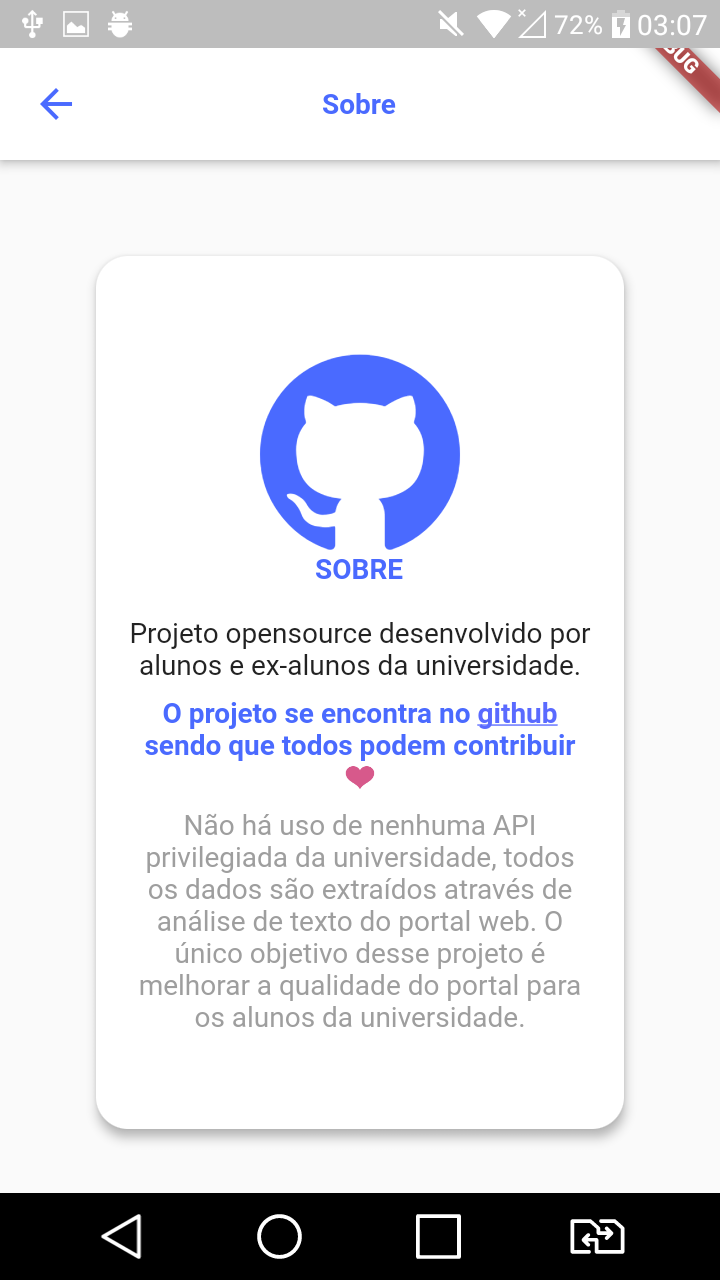 72% 03:07
Sobre
SOBRE
Projeto opensource desenvolvido por
alunos e ex-alunos da universidade.
O projeto se encontra no github
sendo que todos podem contribuir
❤
Não há uso de nenhuma API
privilegiada da universidade, todos
os dados são extraídos através de
análise de texto do portal web. O
único objetivo desse projeto é
melhorar a qualidade do portal para
os alunos da universidade.